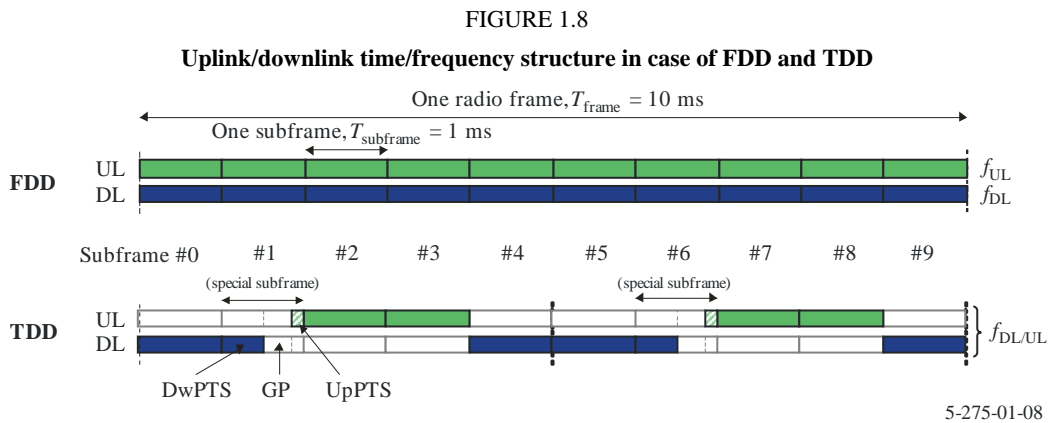 FIGURE 1.8
Uplink/downlink time/frequency structure in case of FDD and TDD
One radio frame, T_frame = 10 ms
One subframe, T_subframe = 1 ms
FDD
UL
f_UL
DL
f_DL
Subframe #0 #1 #2 #3 #4 #5 #6 #7 #8 #9
(special subframe) (special subframe)
TDD
UL
DL
f_DL/UL
DwPTS GP UpPTS
5-275-01-08